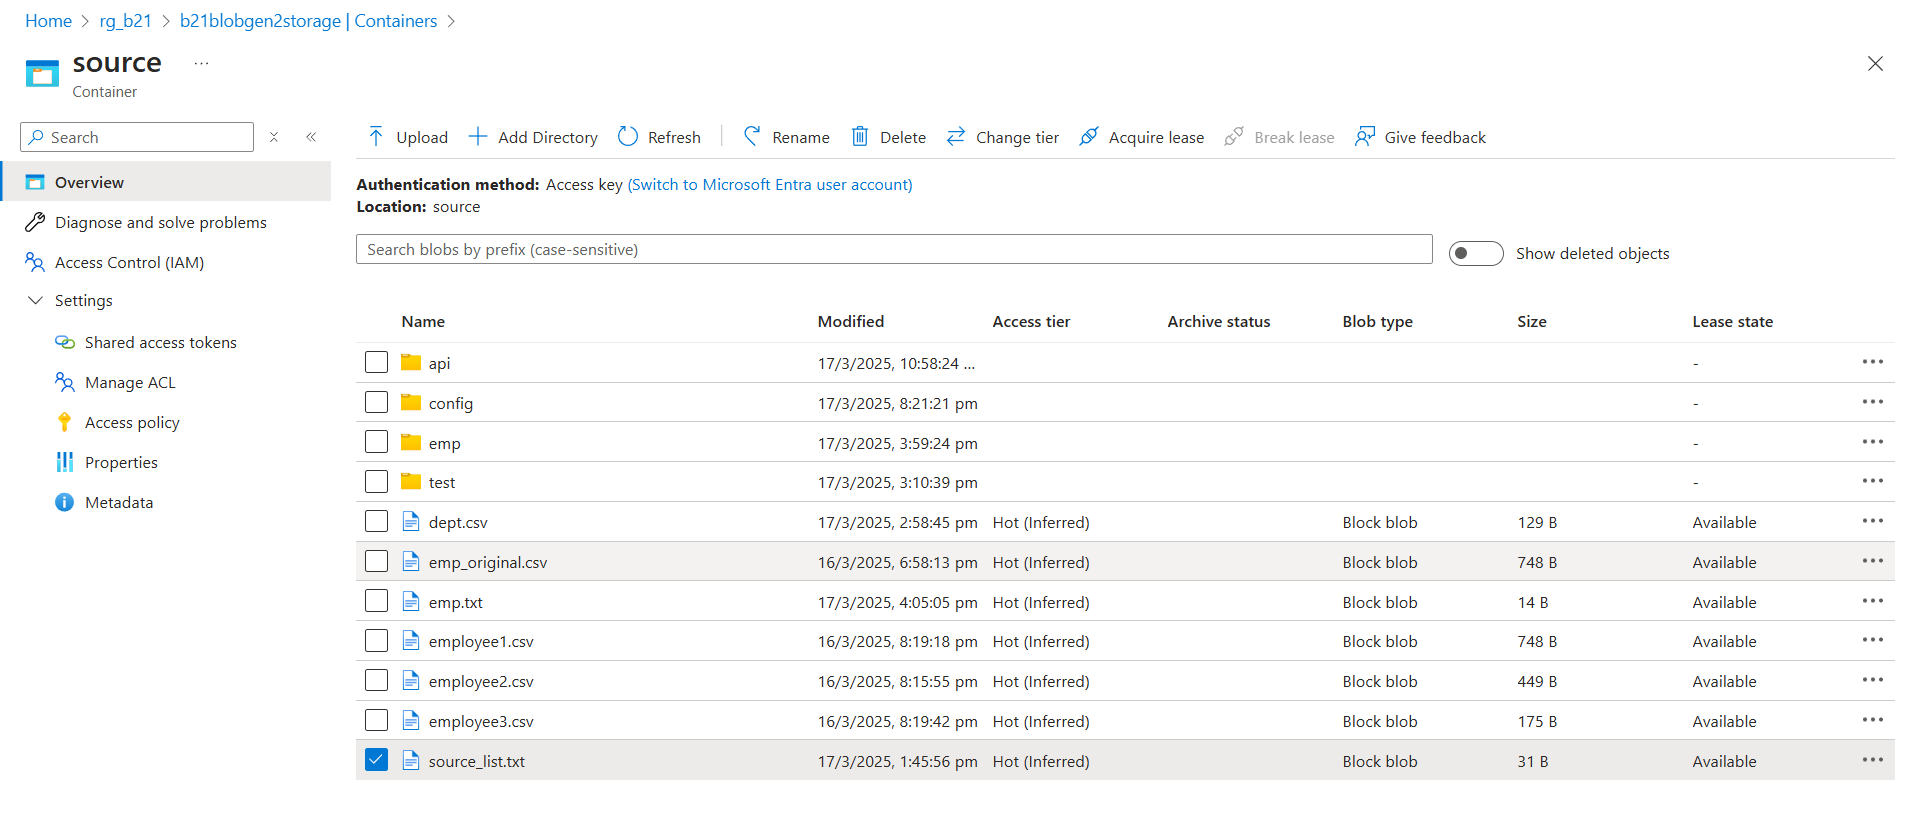 Home > rg_b21 > b21blobgen2storage | Containers >
source ...
Container
Search
Overview
Diagnose and solve problems
Access Control (IAM)
Settings
Shared access tokens
Manage ACL
Access policy
Properties
Metadata
Upload Add Directory Refresh Rename Delete Change tier Acquire lease Break lease Give feedback
Authentication method: Access key (Switch to Microsoft Entra user account)
Location: source
Search blobs by prefix (case-sensitive) Show deleted objects
Name Modified Access tier Archive status Blob type Size Lease state
api 17/3/2025, 10:58:24 ... -
config 17/3/2025, 8:21:21 pm -
emp 17/3/2025, 3:59:24 pm -
test 17/3/2025, 3:10:39 pm -
dept.csv 17/3/2025, 2:58:45 pm Hot (Inferred) Block blob 129 B Available
emp_original.csv 16/3/2025, 6:58:13 pm Hot (Inferred) Block blob 748 B Available
emp.txt 17/3/2025, 4:05:05 pm Hot (Inferred) Block blob 14 B Available
employee1.csv 16/3/2025, 8:19:18 pm Hot (Inferred) Block blob 748 B Available
employee2.csv 16/3/2025, 8:15:55 pm Hot (Inferred) Block blob 449 B Available
employee3.csv 16/3/2025, 8:19:42 pm Hot (Inferred) Block blob 175 B Available
source_list.txt 17/3/2025, 1:45:56 pm Hot (Inferred) Block blob 31 B Available